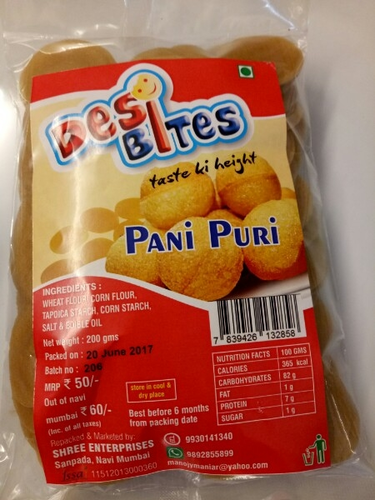 Desi
Bites
taste ki height
Pani Puri
INGREDIENTS :
WHEAT FLOUR, CORN FLOUR,
TAPOICA STARCH, CORN STARCH,
SALT & EDIBLE OIL
Net weight : 200 gms
Packed on : 20 June 2017
Batch no : 206
MRP ₹ 50/-
Out of navi
mumbai ₹ 60/-
(Inc. of all taxes)
Repacked & Marketed by:
SHREE ENTERPRISES
Sanpada, Navi Mumbai
fssai 11512013000360
Store in cool &
dry place
Best before 6 months
from packing date
9930141340
9892855899
manojymaniar@yahoo.com
7 839426 132858
NUTRITION FACTS 100 GMS
CALORIES 365 kcal
CARBOHYDRATES 82 g
FAT 1 g
PROTEIN 7 g
SUGAR 1 g